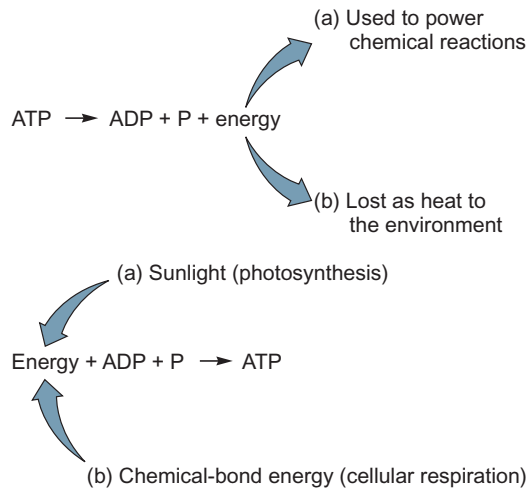 (a) Used to power
chemical reactions
ATP → ADP + P + energy
(b) Lost as heat to
the environment
(a) Sunlight (photosynthesis)
Energy + ADP + P → ATP
(b) Chemical-bond energy (cellular respiration)